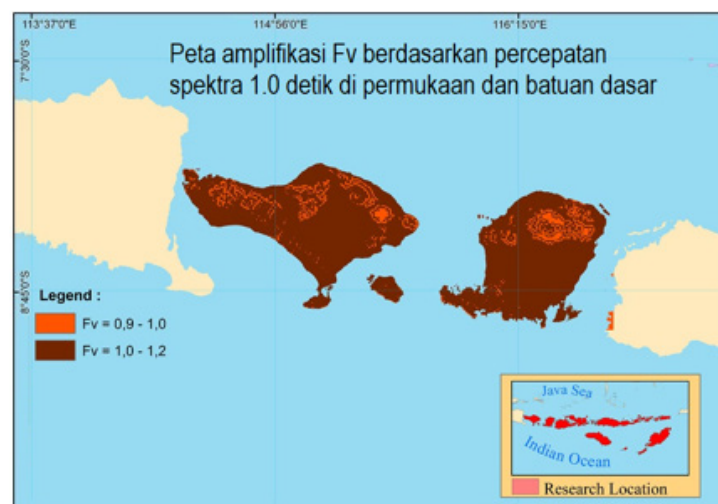 113°37'0"E 114°56'0"E 116°15'0"E
7°30'0"S
Peta amplifikasi Fv berdasarkan percepatan
spektra 1.0 detik di permukaan dan batuan dasar
8°45'0"S
Legend :
Fv = 0,9 - 1,0
Fv = 1,0 - 1,2
Java Sea
Indian Ocean
Research Location